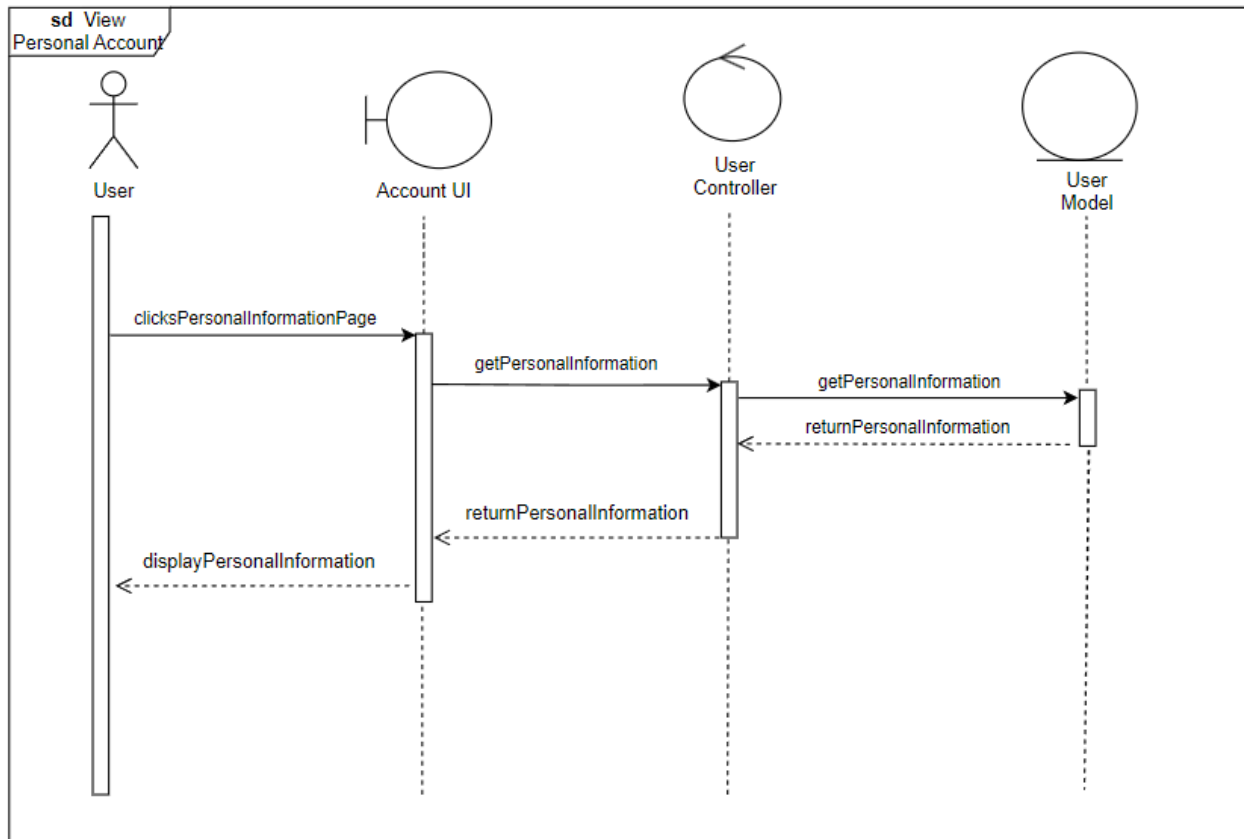 sd View
Personal Account
User
Account UI
User
Controller
User
Model
clicksPersonalInformationPage
getPersonalInformation
getPersonalInformation
returnPersonalInformation
returnPersonalInformation
displayPersonalInformation